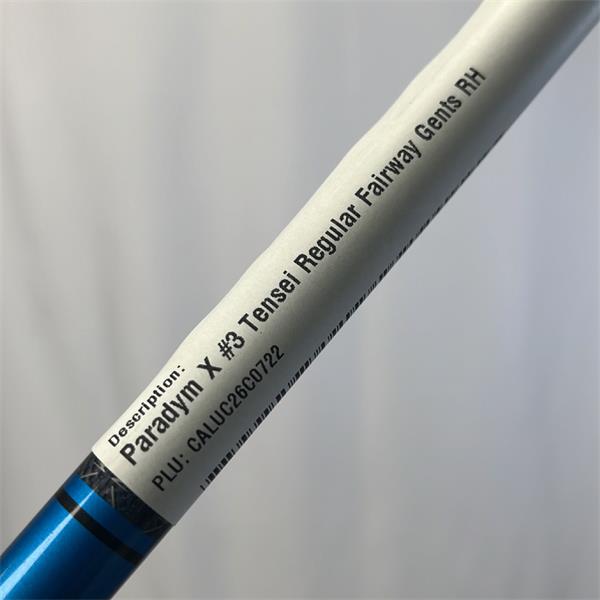 Description:
Paradym X #3 Tensei Regular Fairway Gents RH
PLU: CALUC26C0722